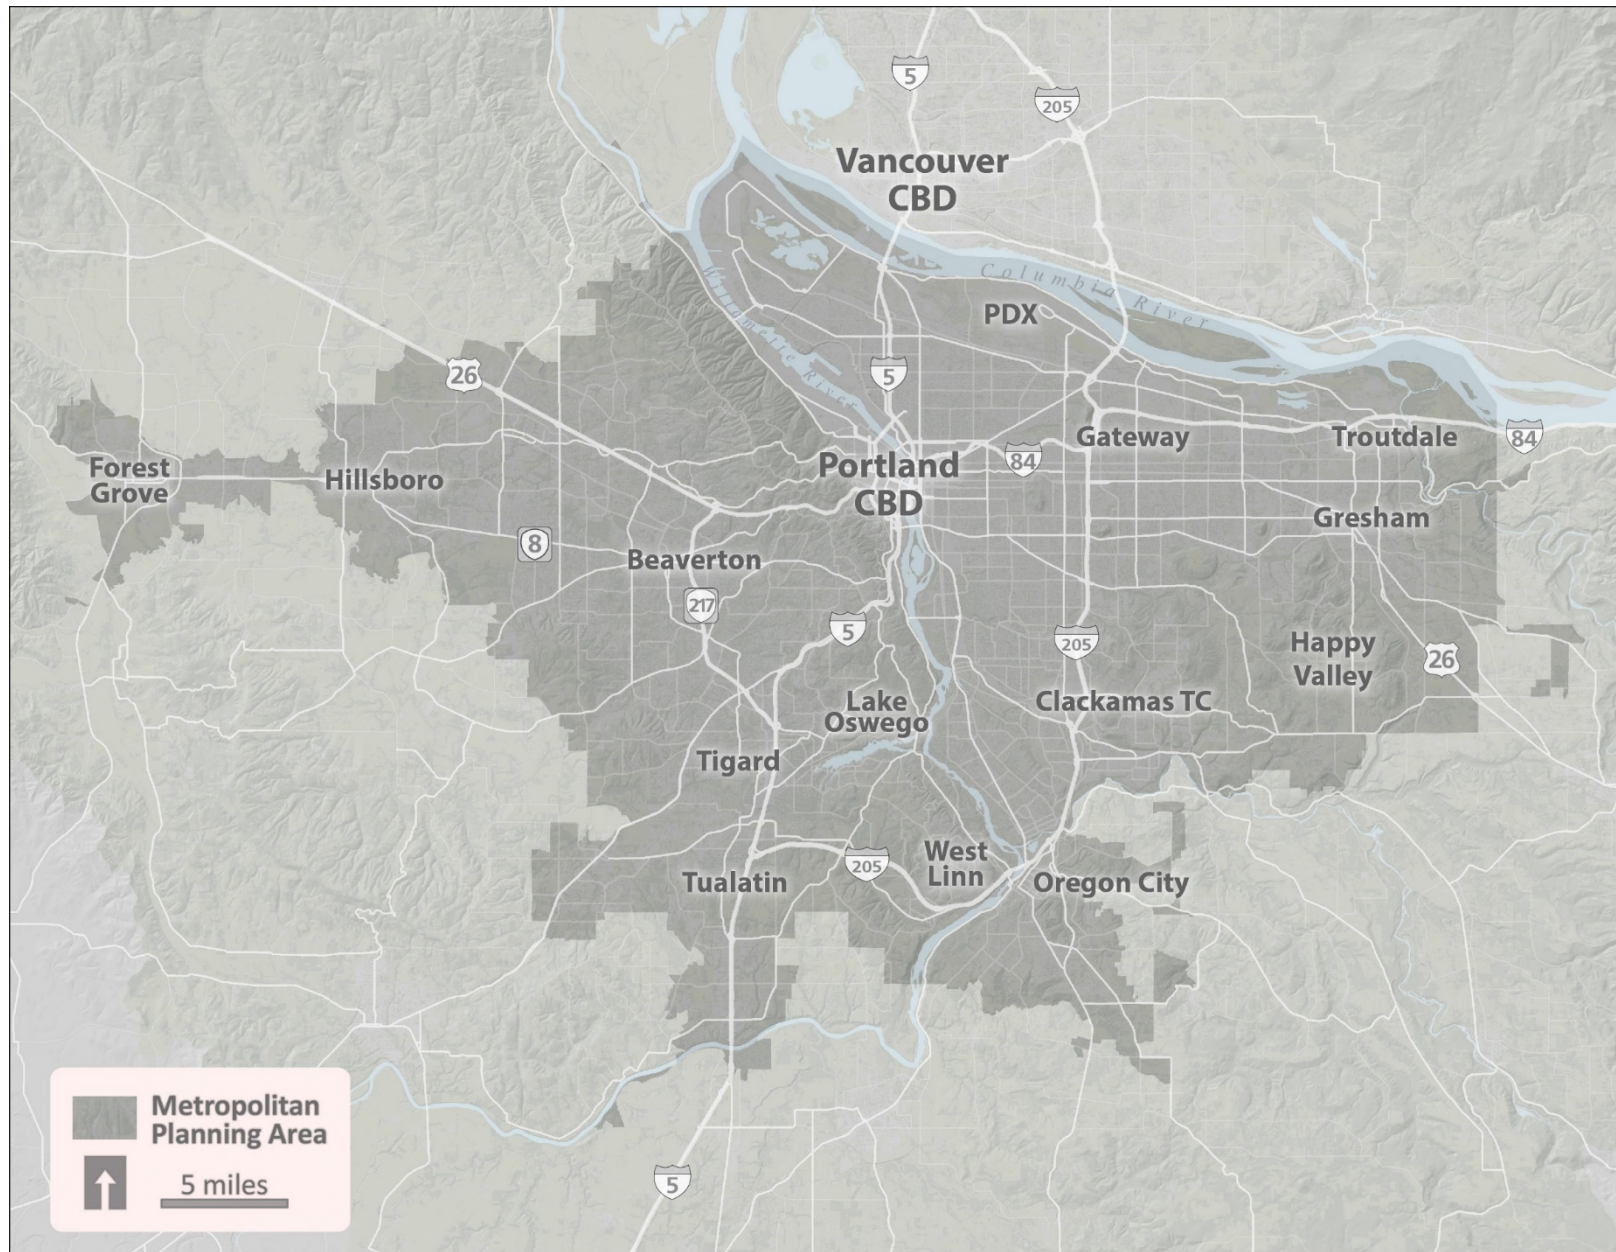 5
205
Vancouver
CBD
Columbia River
PDX
Willamette River
26
5
Gateway
Troutdale
84
84
Portland
CBD
Forest
Grove
Hillsboro
Gresham
8
Beaverton
217
5
205
Happy
Valley
26
Lake
Oswego
Clackamas TC
Tigard
205
West
Linn
Tualatin
Oregon City
Metropolitan
Planning Area
5 miles
5